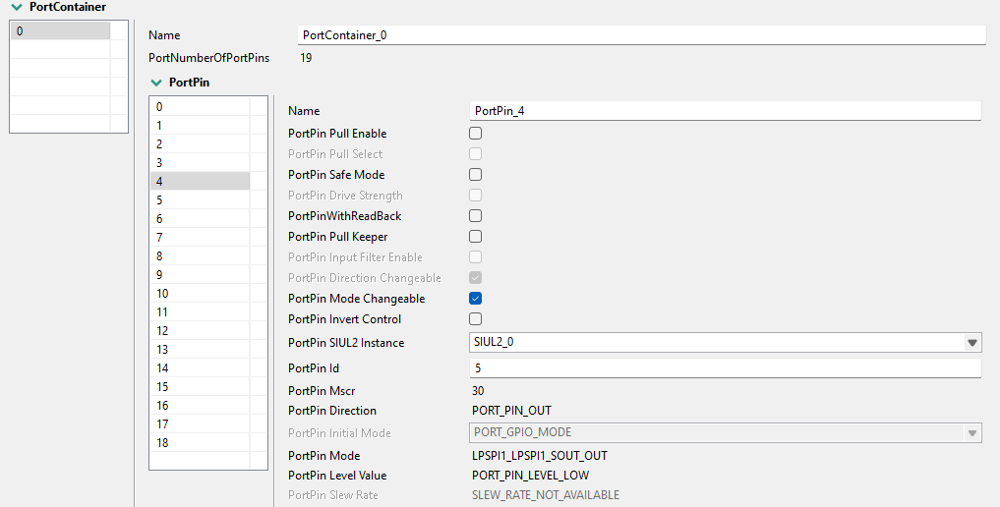 PortContainer
0
Name PortContainer_0
PortNumberOfPortPins 19
PortPin
0
1
2
3
4
5
6
7
8
9
10
11
12
13
14
15
16
17
18
Name PortPin_4
PortPin Pull Enable
PortPin Pull Select
PortPin Safe Mode
PortPin Drive Strength
PortPinWithReadBack
PortPin Pull Keeper
PortPin Input Filter Enable
PortPin Direction Changeable
PortPin Mode Changeable
PortPin Invert Control
PortPin SIUL2 Instance SIUL2_0
PortPin Id 5
PortPin Mscr 30
PortPin Direction PORT_PIN_OUT
PortPin Initial Mode PORT_GPIO_MODE
PortPin Mode LPSPI1_LPSPI1_SOUT_OUT
PortPin Level Value PORT_PIN_LEVEL_LOW
PortPin Slew Rate SLEW_RATE_NOT_AVAILABLE